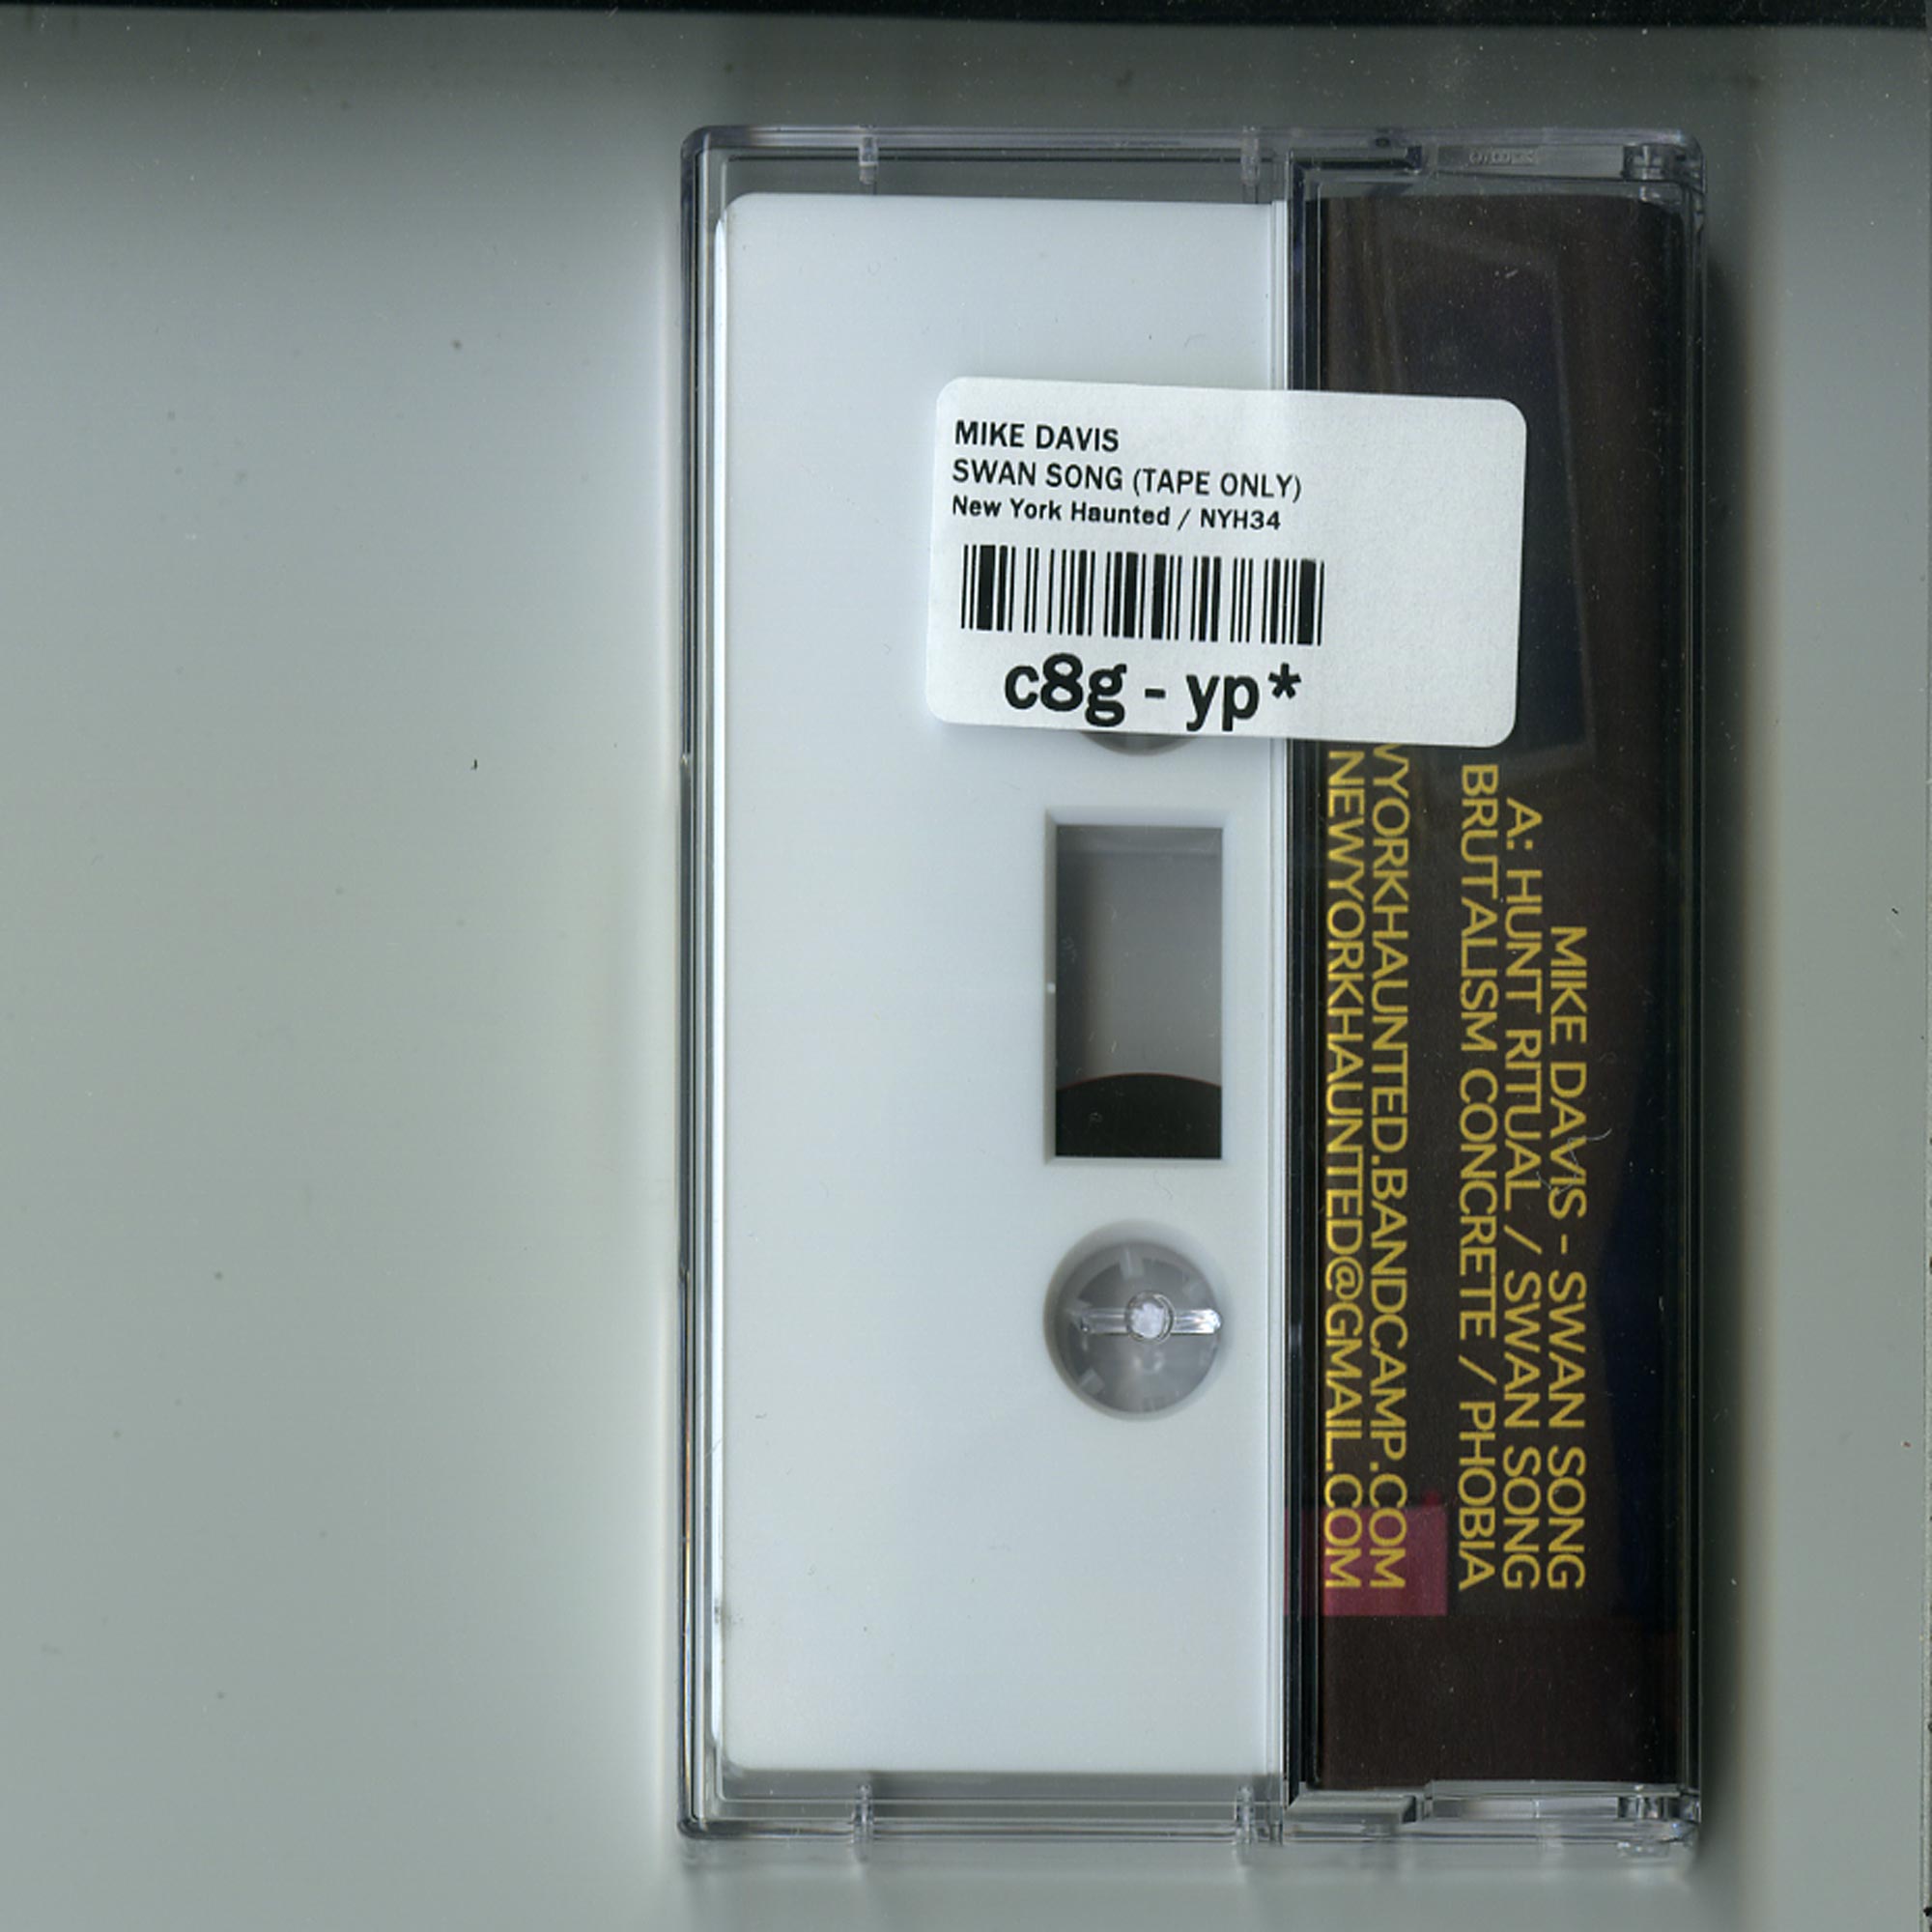 MIKE DAVIS
SWAN SONG (TAPE ONLY)
New York Haunted / NYH34
c8g - yp*
MIKE DAVIS - SWAN SONG
A: HUNT RITUAL / SWAN SONG
BRUTALISM CONCRETE / PHOBIA
WYORKHAUNTED.BANDCAMP.COM
NEWYORKHAUNTED@GMAIL.COM